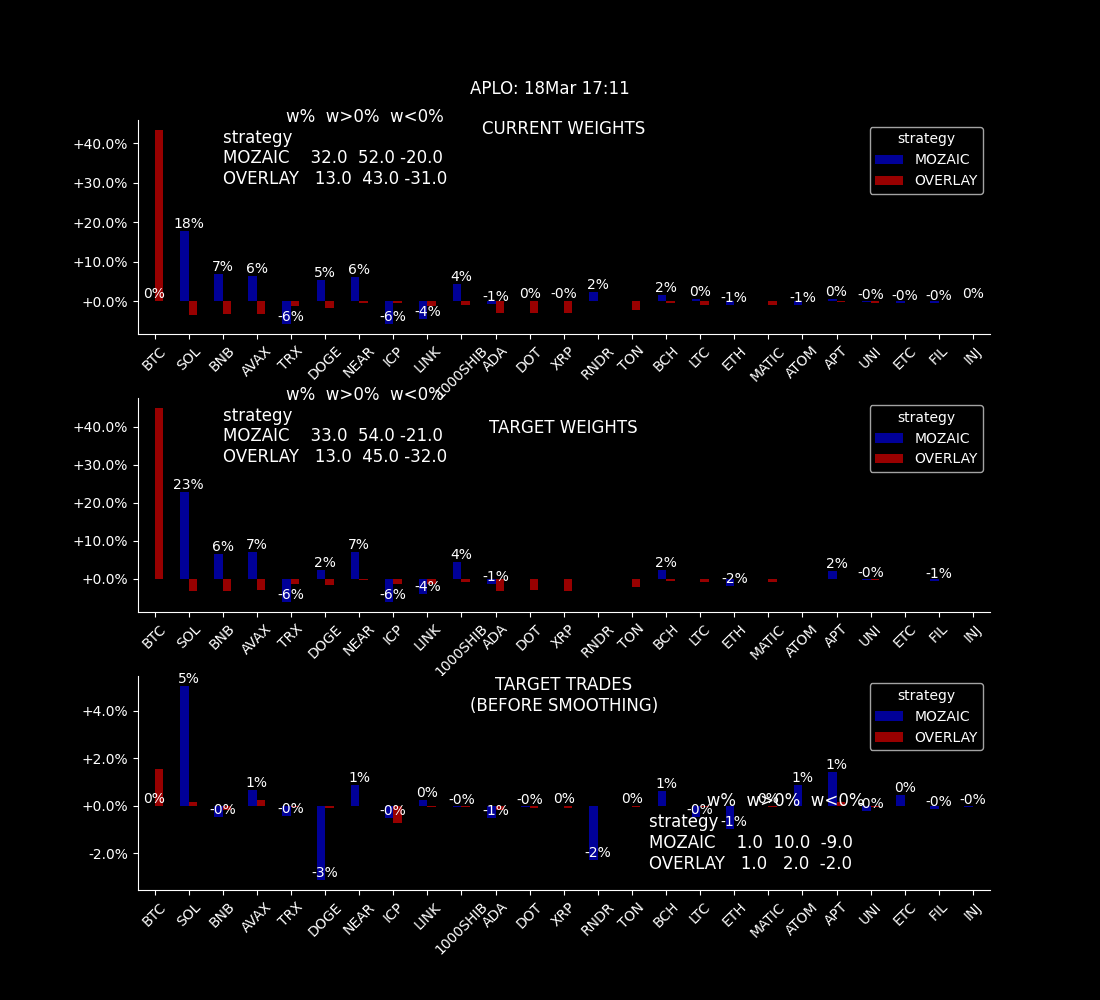 APLO: 18Mar 17:11
CURRENT WEIGHTS
w%  w>0%  w<0%
strategy
MOZAIC    32.0  52.0 -20.0
OVERLAY   13.0  43.0 -31.0
strategy
MOZAIC
OVERLAY
+40.0%
+30.0%
+20.0%
+10.0%
+0.0%
0% 18% 7% 6% -6% 5% 6% -6% -4% 4% -1% 0% -0% 2% 2% 0% -1% -1% 0% -0% -0% -0% 0%
BTC SOL BNB AVAX TRX DOGE NEAR ICP LINK 1000SHIB ADA DOT XRP RNDR TON BCH LTC ETH MATIC ATOM APT UNI ETC FIL INJ
TARGET WEIGHTS
w%  w>0%  w<0%
strategy
MOZAIC    33.0  54.0 -21.0
OVERLAY   13.0  45.0 -32.0
strategy
MOZAIC
OVERLAY
+40.0%
+30.0%
+20.0%
+10.0%
+0.0%
23% 6% 7% -6% 2% 7% -6% -4% 4% -1% 2% -2% 2% -0% -1%
BTC SOL BNB AVAX TRX DOGE NEAR ICP LINK 1000SHIB ADA DOT XRP RNDR TON BCH LTC ETH MATIC ATOM APT UNI ETC FIL INJ
TARGET TRADES
(BEFORE SMOOTHING)
strategy
MOZAIC
OVERLAY
+4.0%
+2.0%
+0.0%
-2.0%
0% 5% -0% 1% -0% -3% 1% -0% 0% -0% -1% -0% 0% -2% 0% 1% -0% -1% 0% 1% 1% -0% 0% -0% -0%
w%  w>0%  w<0%
strategy
MOZAIC    1.0  10.0  -9.0
OVERLAY   1.0   2.0  -2.0
BTC SOL BNB AVAX TRX DOGE NEAR ICP LINK 1000SHIB ADA DOT XRP RNDR TON BCH LTC ETH MATIC ATOM APT UNI ETC FIL INJ